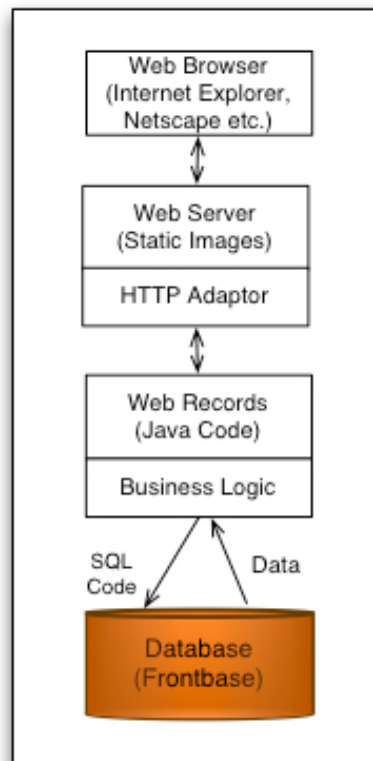 Web Browser
(Internet Explorer,
Netscape etc.)
Web Server
(Static Images)
HTTP Adaptor
Web Records
(Java Code)
Business Logic
SQL
Code
Data
Database
(Frontbase)